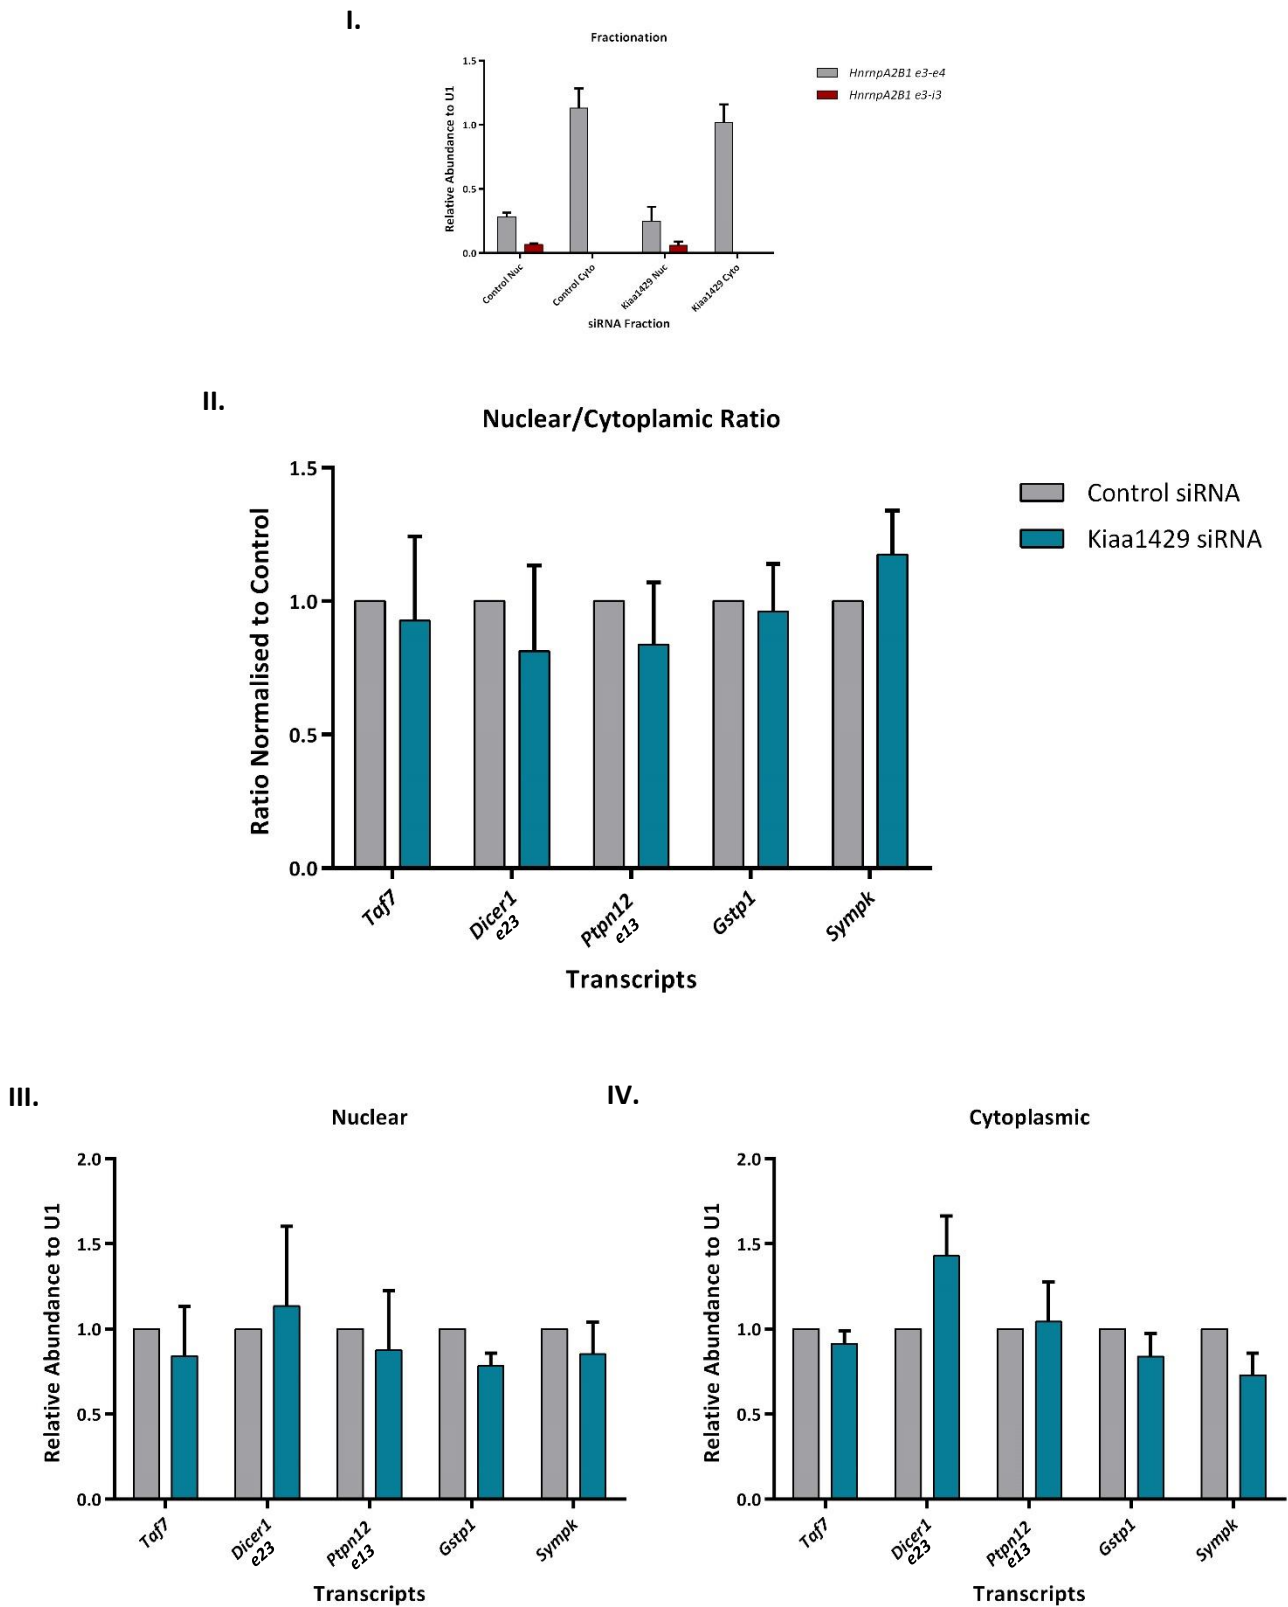 I.
Fractionation
Relative Abundance to U1
1.5
1.0
0.5
0.0
Control Nuc
Control Cyto
Kiaa1429 Nuc
Kiaa1429 Cyto
siRNA Fraction
HnrnpA2B1 e3-e4
HnrnpA2B1 e3-i3
II.
Nuclear/Cytoplamic Ratio
Ratio Normalised to Control
1.5
1.0
0.5
0.0
Taf7
Dicer1
e23
Ptpn12
e13
Gstp1
Sympk
Transcripts
Control siRNA
Kiaa1429 siRNA
III.
Nuclear
Relative Abundance to U1
2.0
1.5
1.0
0.5
0.0
Taf7
Dicer1
e23
Ptpn12
e13
Gstp1
Sympk
Transcripts
IV.
Cytoplasmic
Relative Abundance to U1
2.0
1.5
1.0
0.5
0.0
Taf7
Dicer1
e23
Ptpn12
e13
Gstp1
Sympk
Transcripts